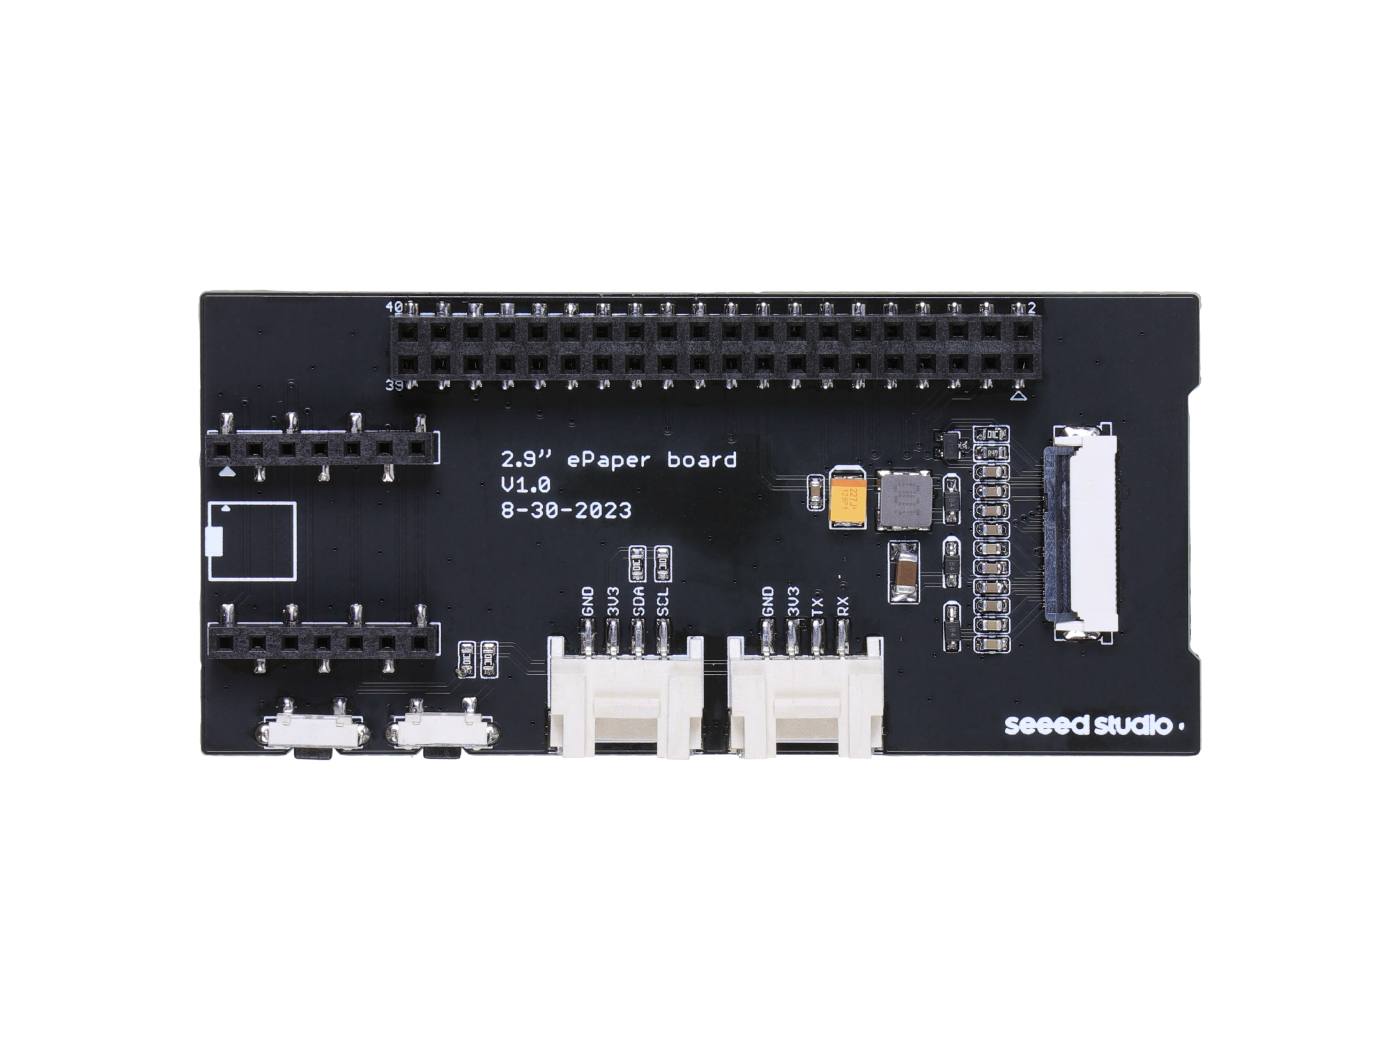 40
2
39
2.9” ePaper board
V1.0
8-30-2023
GND
3V3
SDA
SCL
GND
3V3
TX
RX
seeed studio